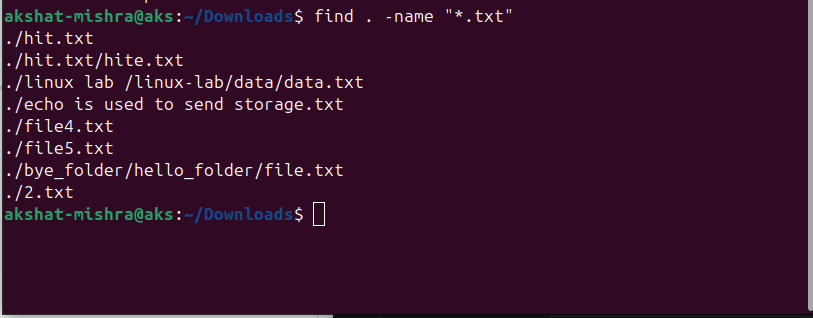 akshat-mishra@aks:~/Downloads$ find . -name "*.txt"
./hit.txt
./hit.txt/hite.txt
./linux lab /linux-lab/data/data.txt
./echo is used to send storage.txt
./file4.txt
./file5.txt
./bye_folder/hello_folder/file.txt
./2.txt
akshat-mishra@aks:~/Downloads$